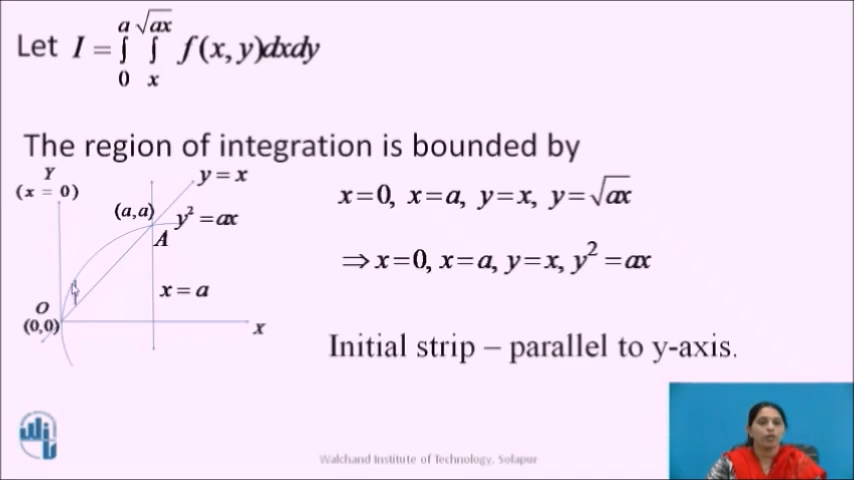 Let I = ∫₀ᵃ ∫ₓ^√ax f(x, y)dxdy
The region of integration is bounded by
Y
(x = 0)
y = x
(a,a)
y² = ax
A
x = a
O
(0,0)
x
x=0, x=a, y=x, y=√ax
⇒x=0, x=a, y=x, y² = ax
Initial strip – parallel to y-axis.
Walchand Institute of Technology, Solapur